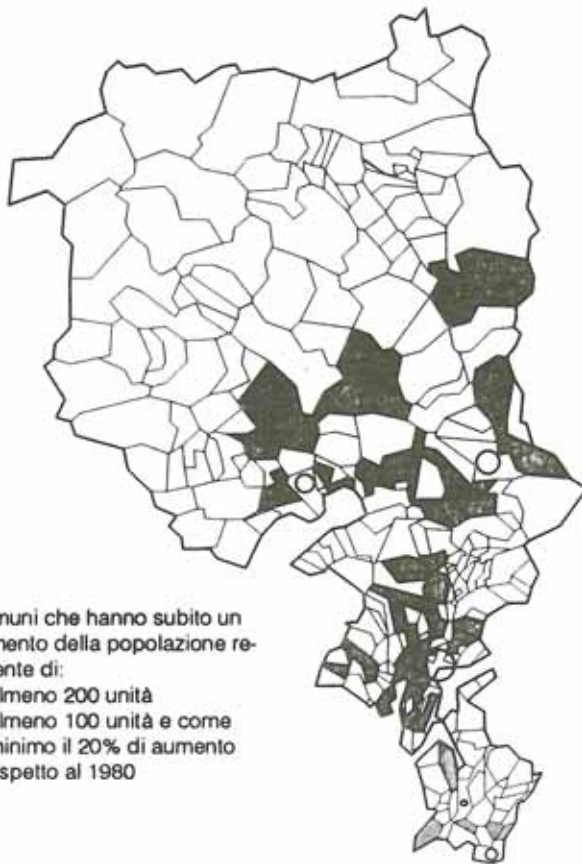 muni che hanno subito un
mento della popolazione re-
ente di:
lmeno 200 unità
lmeno 100 unità e come
minimo il 20% di aumento
spetto al 1980